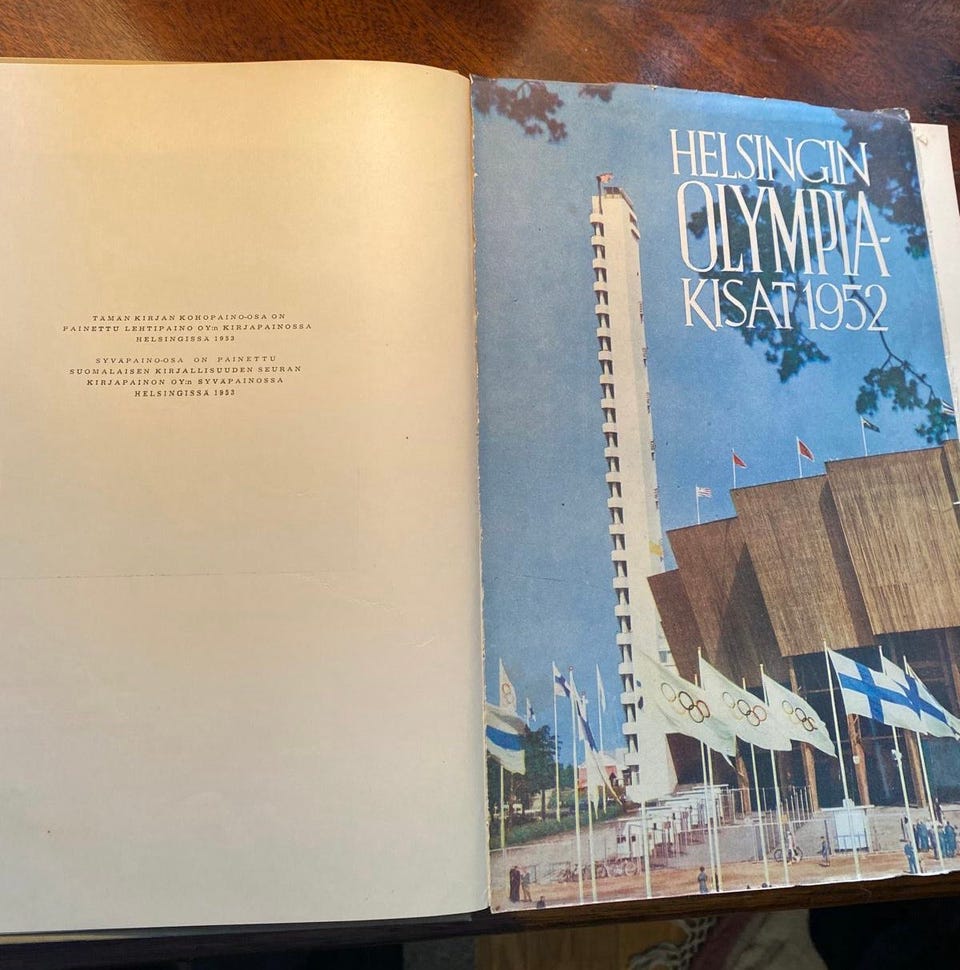 TÄMÄN KIRJAN KOHOPAINO-OSA ON
PAINETTU LEHTIPAINO OY:n KIRJAPAINOSSA
HELSINGISSÄ 1953
SYVÄPAINO-OSA ON PAINETTU
SUOMALAISEN KIRJALLISUUDEN SEURAN
KIRJAPAINON OY:n SYVÄPAINOSSA
HELSINGISSÄ 1953
HELSINGIN
OLYMPIA-
KISAT 1952